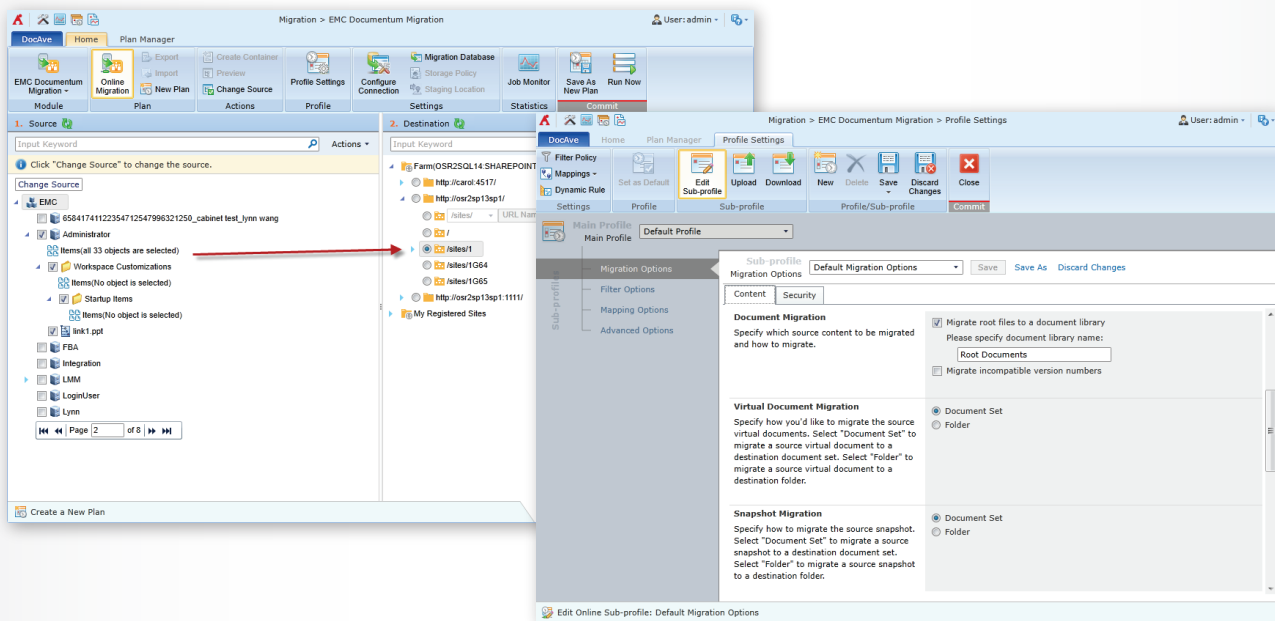 Migration > EMC Documentum Migration
User: admin
DocAve
Home
Plan Manager
EMC Documentum
Migration
Online
Migration
Export
Import
New Plan
Create Container
Preview
Change Source
Profile Settings
Configure
Connection
Migration Database
Storage Policy
Staging Location
Job Monitor
Save As
New Plan
Run Now
Module
Plan
Actions
Profile
Settings
Statistics
Commit
1. Source
Input Keyword
Actions
Click "Change Source" to change the source.
Change Source
EMC
65841741122354712547996321250_cabinet test_lynn wang
Administrator
Items(all 33 objects are selected)
Workspace Customizations
Items(No object is selected)
Startup Items
Items(No object is selected)
link1.ppt
FBA
Integration
LMM
LoginUser
Lynn
Page 2 of 8
2. Destination
Input Keyword
Farm(OSR2SQL14:SHAREPOINT
http://carol:4517/
http://osr2sp13sp1/
/sites/
URL Nam
/
/sites/1
/sites/1G64
/sites/1G65
http://osr2sp13sp1:1111/
My Registered Sites
Create a New Plan
Migration > EMC Documentum Migration > Profile Settings
User: admin
DocAve
Home
Plan Manager
Profile Settings
Filter Policy
Mappings
Dynamic Rule
Set as Default
Edit
Sub-profile
Upload
Download
New
Delete
Save
Discard
Changes
Close
Settings
Profile
Sub-profile
Profile/Sub-profile
Commit
Main Profile
Main Profile
Default Profile
Sub-profiles
Migration Options
Filter Options
Mapping Options
Advanced Options
Sub-profile
Migration Options
Default Migration Options
Save
Save As
Discard Changes
Content
Security
Document Migration
Specify which source content to be migrated
and how to migrate.
Migrate root files to a document library
Please specify document library name:
Root Documents
Migrate incompatible version numbers
Virtual Document Migration
Specify how you'd like to migrate the source
virtual documents. Select "Document Set" to
migrate a source virtual document to a
destination document set. Select "Folder" to
migrate a source virtual document to a
destination folder.
Document Set
Folder
Snapshot Migration
Specify how to migrate the source snapshot.
Select "Document Set" to migrate a source
snapshot to a destination document set.
Select "Folder" to migrate a source snapshot
to a destination folder.
Document Set
Folder
Edit Online Sub-profile: Default Migration Options